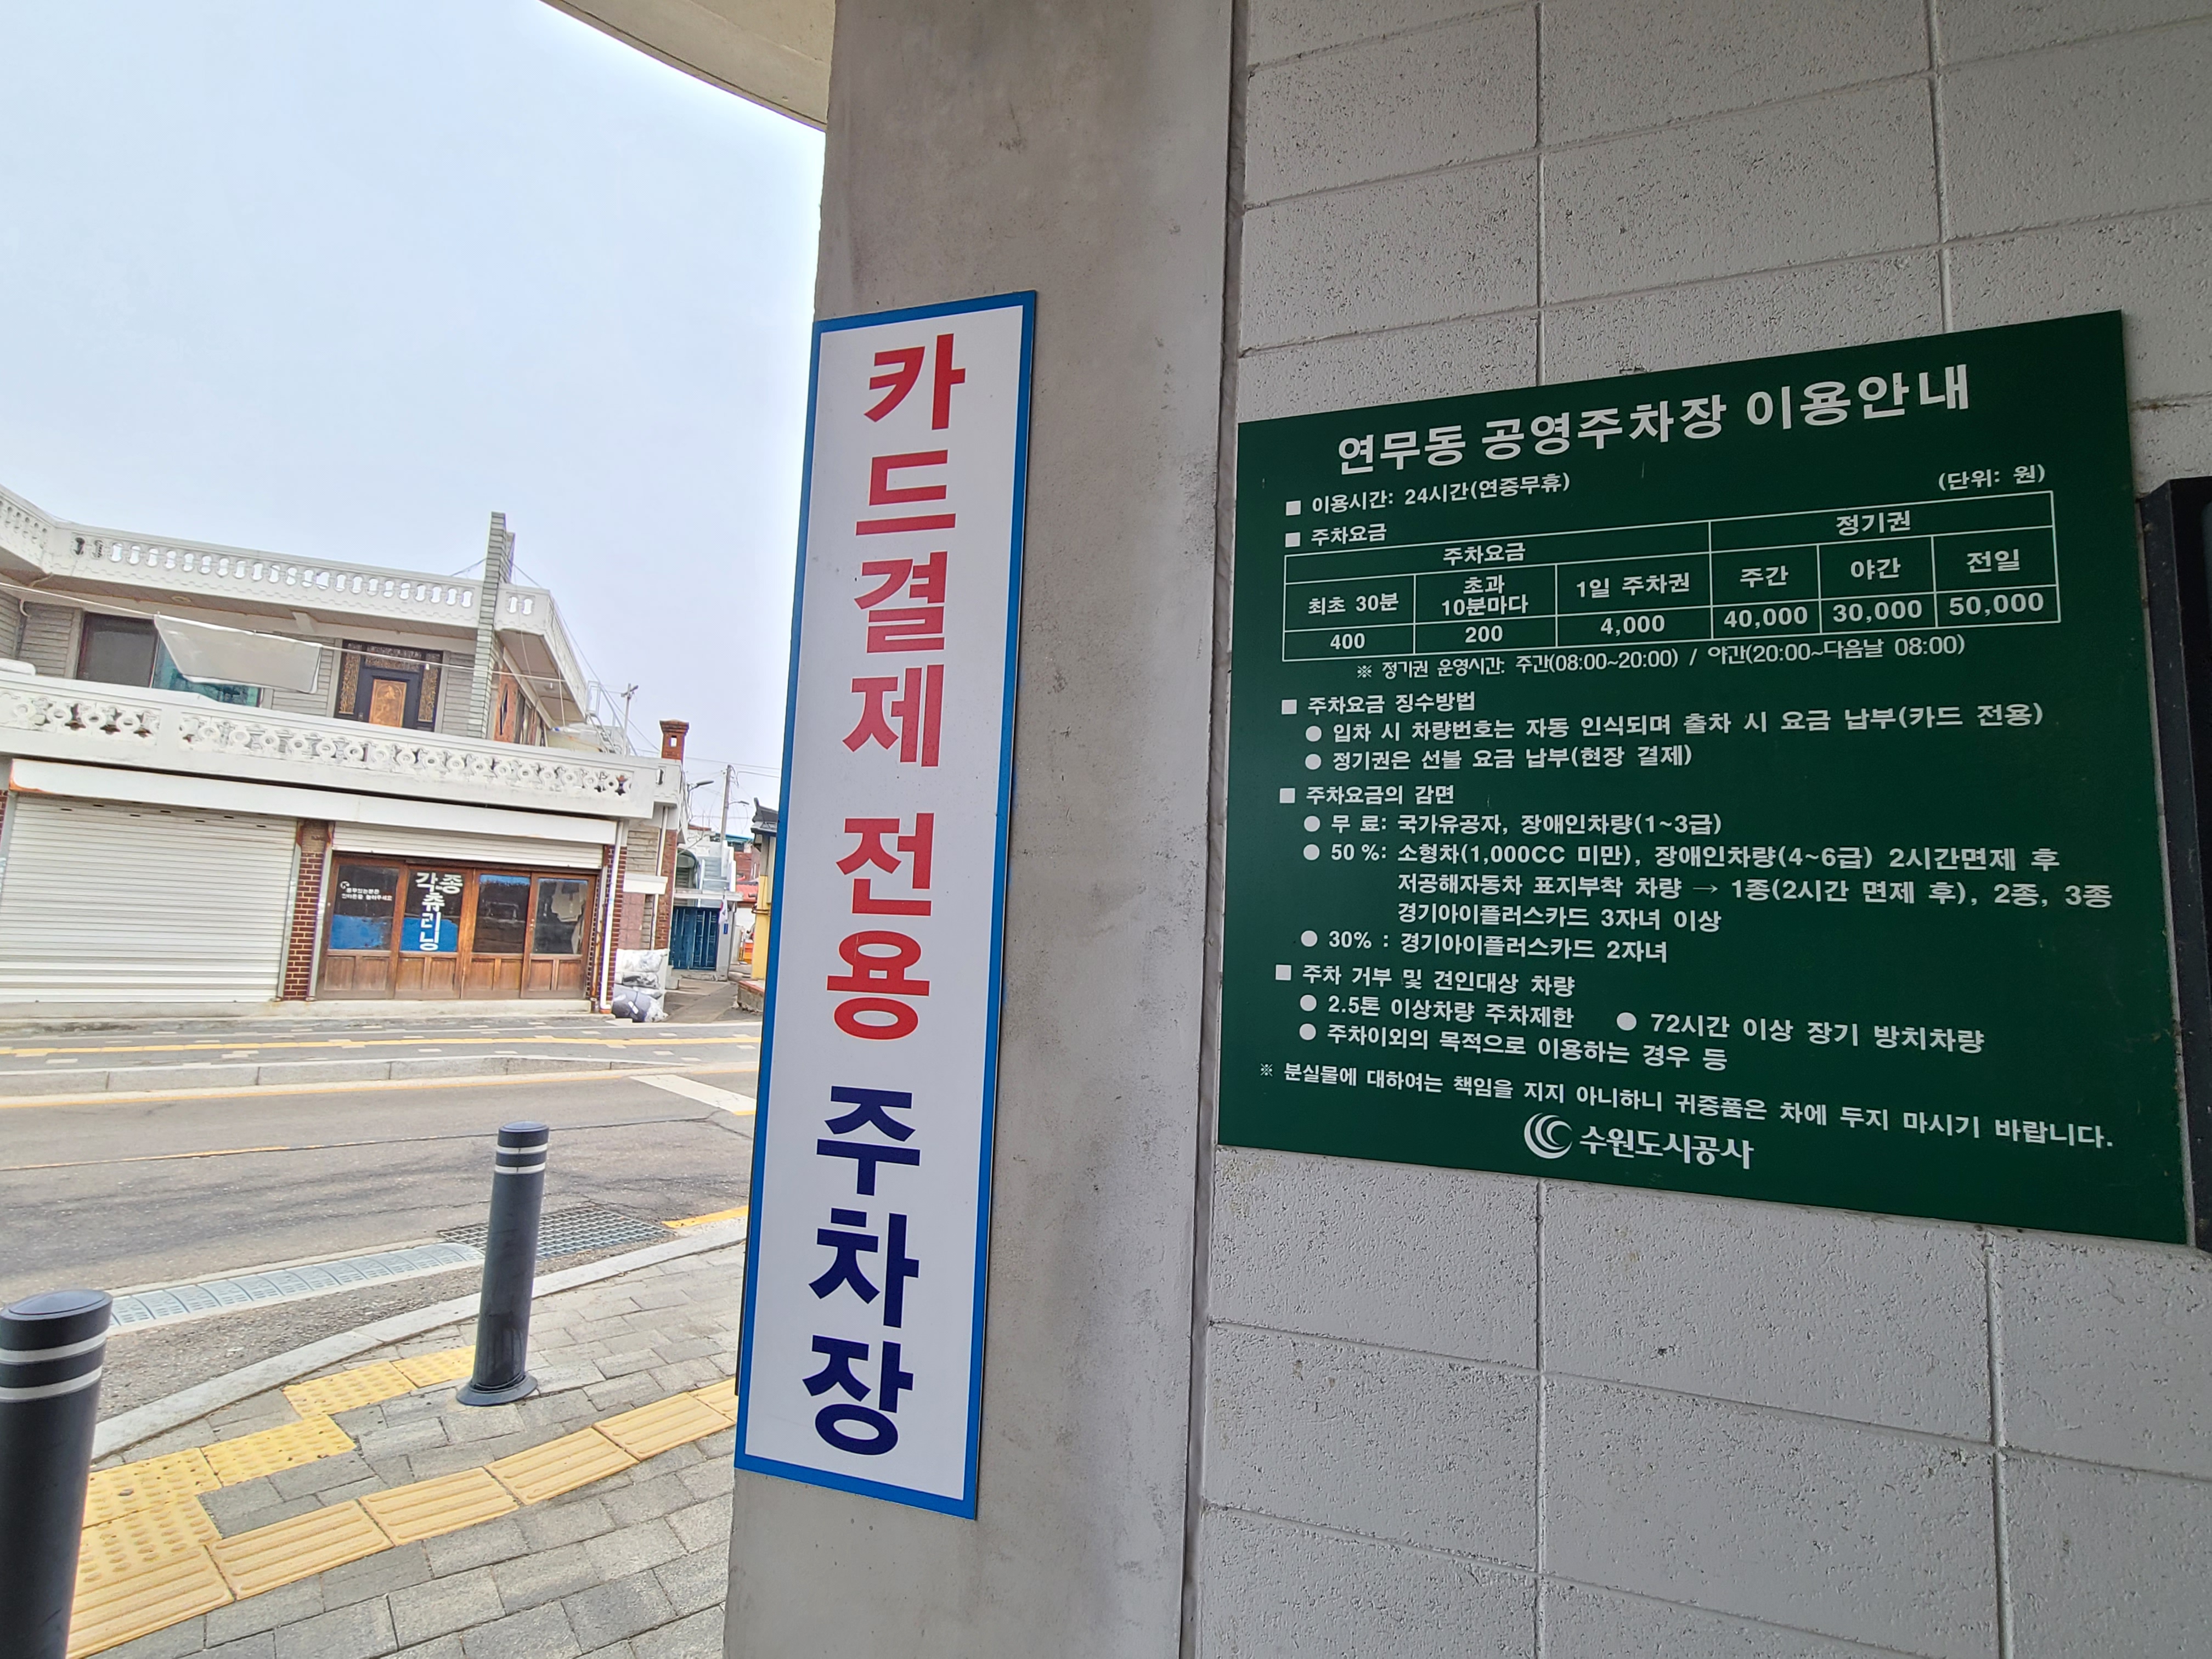 카드결제 전용 주차장
연무동 공영주차장 이용안내
■ 이용시간: 24시간(연중무휴)
(단위: 원)
■ 주차요금
주차요금 정기권
최초 30분 초과 10분마다 1일 주차권 주간 야간 전일
400 200 4,000 40,000 30,000 50,000
※ 정기권 운영시간: 주간(08:00~20:00) / 야간(20:00~다음날 08:00)
■ 주차요금 징수방법
● 입차 시 차량번호는 자동 인식되며 출차 시 요금 납부(카드 전용)
● 정기권은 선불 요금 납부(현장 결제)
■ 주차요금의 감면
● 무 료: 국가유공자, 장애인차량(1~3급)
● 50 %: 소형차(1,000CC 미만), 장애인차량(4~6급) 2시간면제 후
저공해자동차 표지부착 차량 → 1종(2시간 면제 후), 2종, 3종
경기아이플러스카드 3자녀 이상
● 30% : 경기아이플러스카드 2자녀
■ 주차 거부 및 견인대상 차량
● 2.5톤 이상차량 주차제한 ● 72시간 이상 장기 방치차량
● 주차이외의 목적으로 이용하는 경우 등
※ 분실물에 대하여는 책임을 지지 아니하니 귀중품은 차에 두지 마시기 바랍니다.
수원도시공사
각종
츄리닝